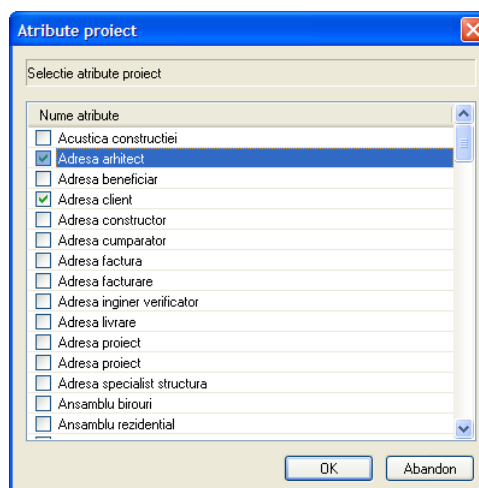 Atribute proiect
Selectie atribute proiect
Nume atribute
Acustica constructiei
Adresa arhitect
Adresa beneficiar
Adresa client
Adresa constructor
Adresa cumparator
Adresa factura
Adresa facturare
Adresa inginer verificator
Adresa livrare
Adresa proiect
Adresa proiect
Adresa specialist structura
Ansamblu birouri
Ansamblu rezidential
OK
Abandon